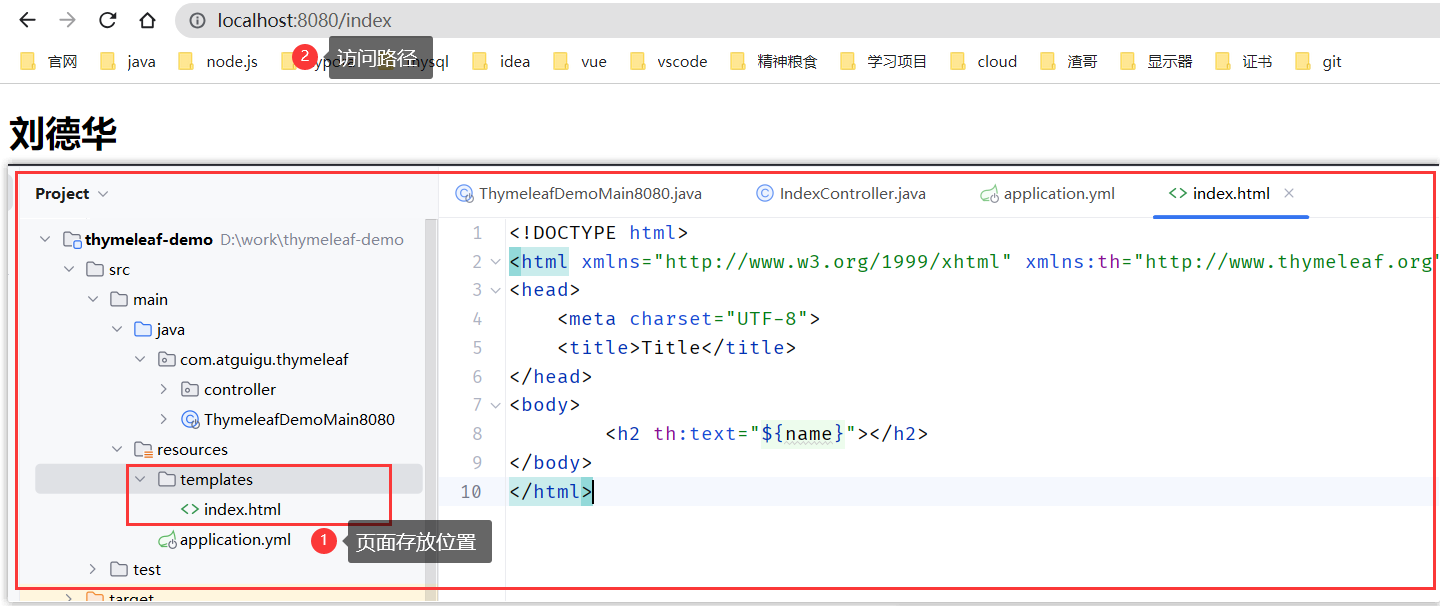 localhost:8080/index
官网 java node.js ypo 2 访问路径 mysql idea vue vscode 精神粮食 学习项目 cloud 渣哥 显示器 证书 git
刘德华
Project
thymeleaf-demo D:\work\thymeleaf-demo
src
main
java
com.atguigu.thymeleaf
controller
ThymeleafDemoMain8080
resources
templates
index.html
application.yml
1 页面存放位置
test
target
ThymeleafDemoMain8080.java IndexController.java application.yml index.html
1 <!DOCTYPE html>
2 <html xmlns="http://www.w3.org/1999/xhtml" xmlns:th="http://www.thymeleaf.org"
3 <head>
4 <meta charset="UTF-8">
5 <title>Title</title>
6 </head>
7 <body>
8 <h2 th:text="${name}"></h2>
9 </body>
10 </html>